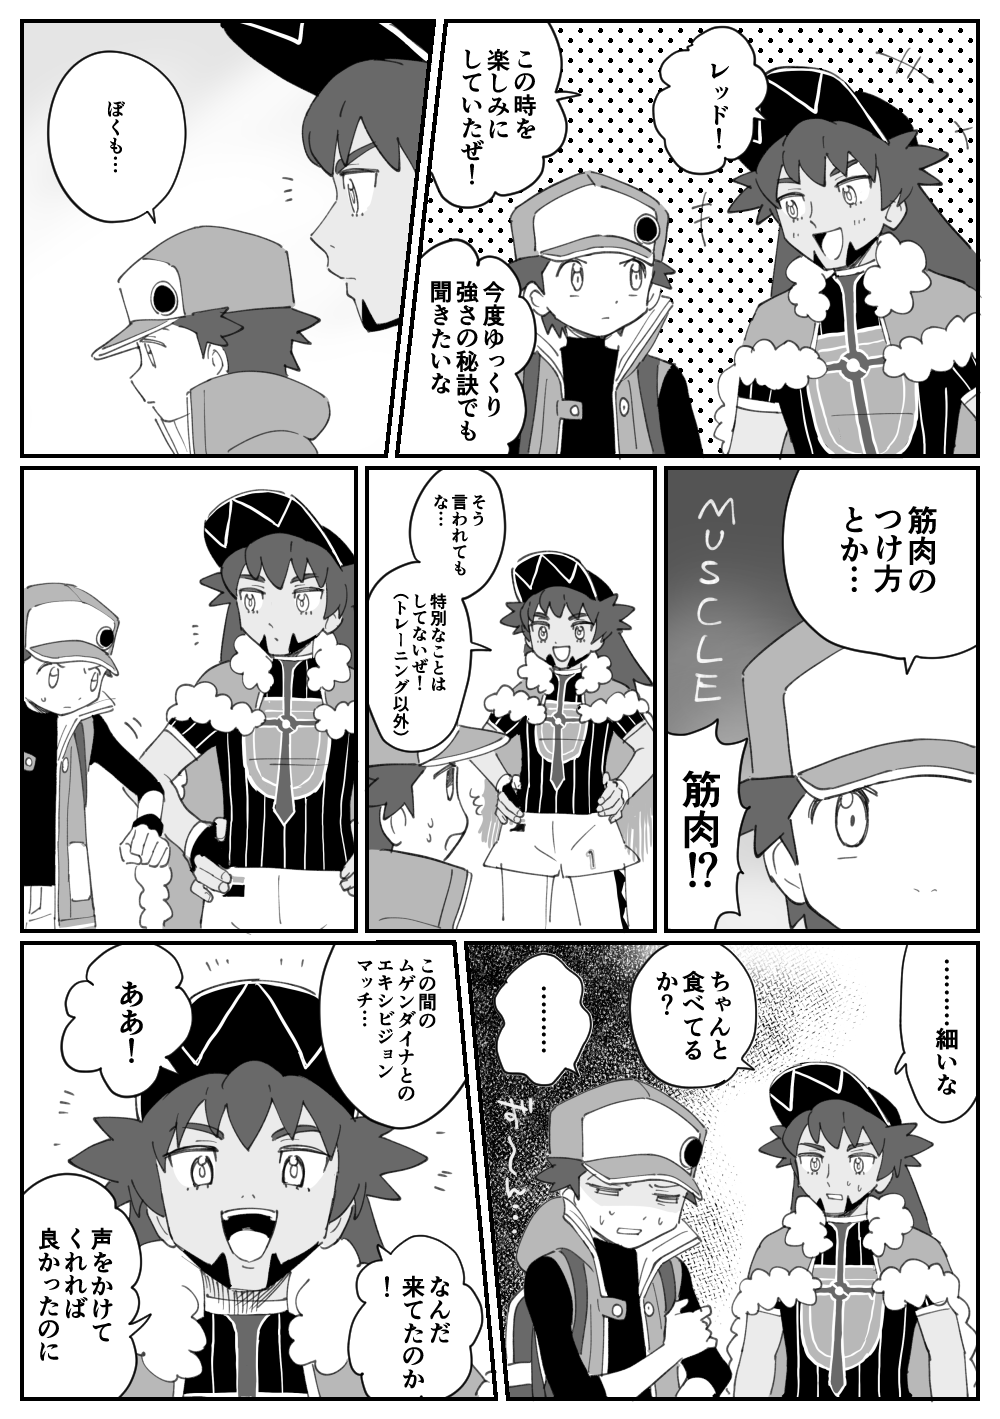 レッド！
この時を
楽しみに
していたぜ！
今度ゆっくり
強さの秘訣でも
聞きたいな
ぼくも…
筋肉の
つけ方
とか…
MUSCLE
筋肉!?
そう
言われても
な…
特別なことは
してないぜ！
（トレーニング以外）
………細いな
ちゃんと
食べてる
か？
………
ず〜ん…
この間の
ムゲンダイナとの
エキシビジョン
マッチ…
ああ！
なんだ
来てたのか
！
声をかけて
くれれば
良かったのに